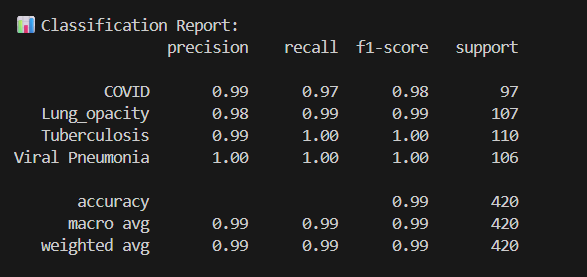 📊 Classification Report:
precision recall f1-score support
COVID 0.99 0.97 0.98 97
Lung_opacity 0.98 0.99 0.99 107
Tuberculosis 0.99 1.00 1.00 110
Viral Pneumonia 1.00 1.00 1.00 106
accuracy 0.99 420
macro avg 0.99 0.99 0.99 420
weighted avg 0.99 0.99 0.99 420